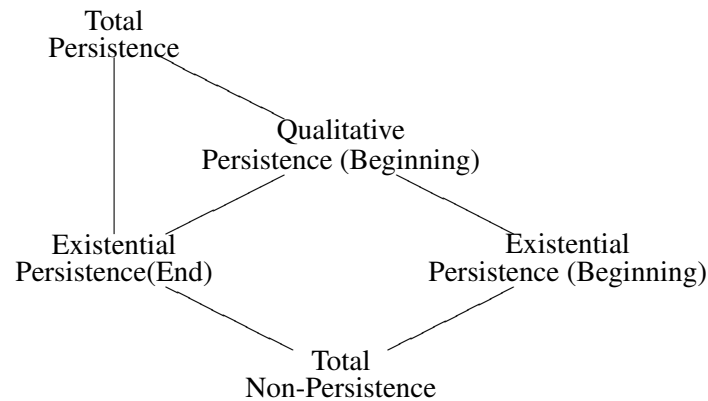 Total
Persistence
Qualitative
Persistence (Beginning)
Existential
Persistence(End)
Existential
Persistence (Beginning)
Total
Non-Persistence